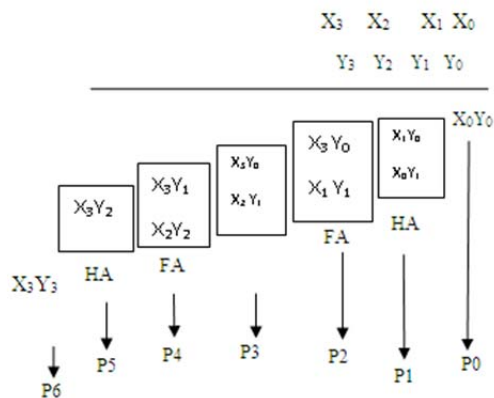 X₃ X₂ X₁ X₀
Y₃ Y₂ Y₁ Y₀
X₀Y₀
X₁Y₀
X₀Y₁
HA
X₃Y₀
X₁Y₁
FA
X₂Y₁
X₃Y₁
X₂Y₂
FA
X₃Y₂
HA
X₃Y₃
P6
P5
P4
P3
P2
P1
P0